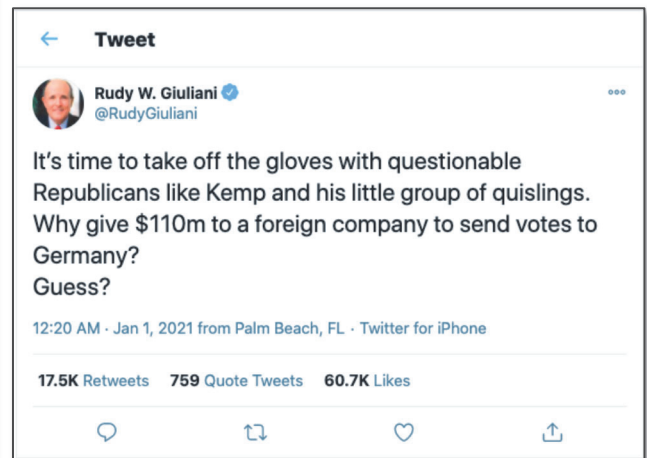 Tweet
Rudy W. Giuliani
@RudyGiuliani
It's time to take off the gloves with questionable
Republicans like Kemp and his little group of quislings.
Why give $110m to a foreign company to send votes to
Germany?
Guess?
12:20 AM · Jan 1, 2021 from Palm Beach, FL · Twitter for iPhone
17.5K Retweets 759 Quote Tweets 60.7K Likes